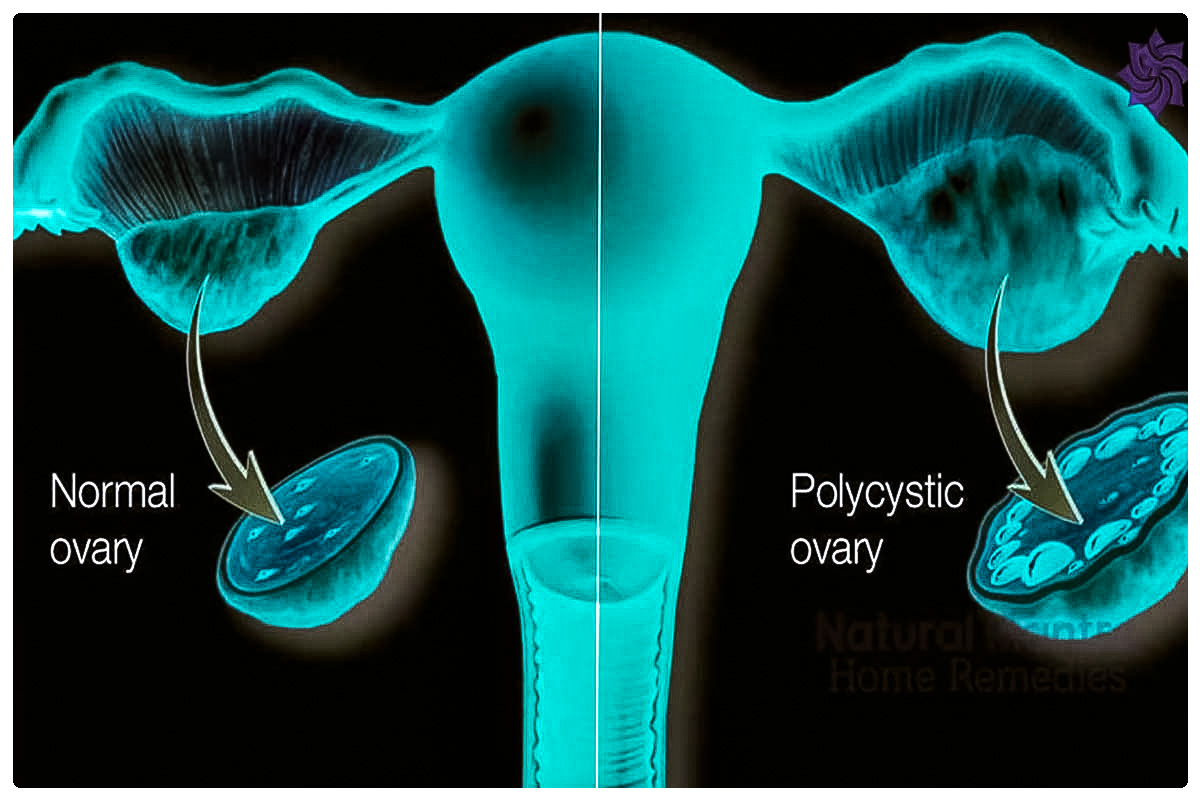 Normal
ovary
Polycystic
ovary
Natural
Home Remedies